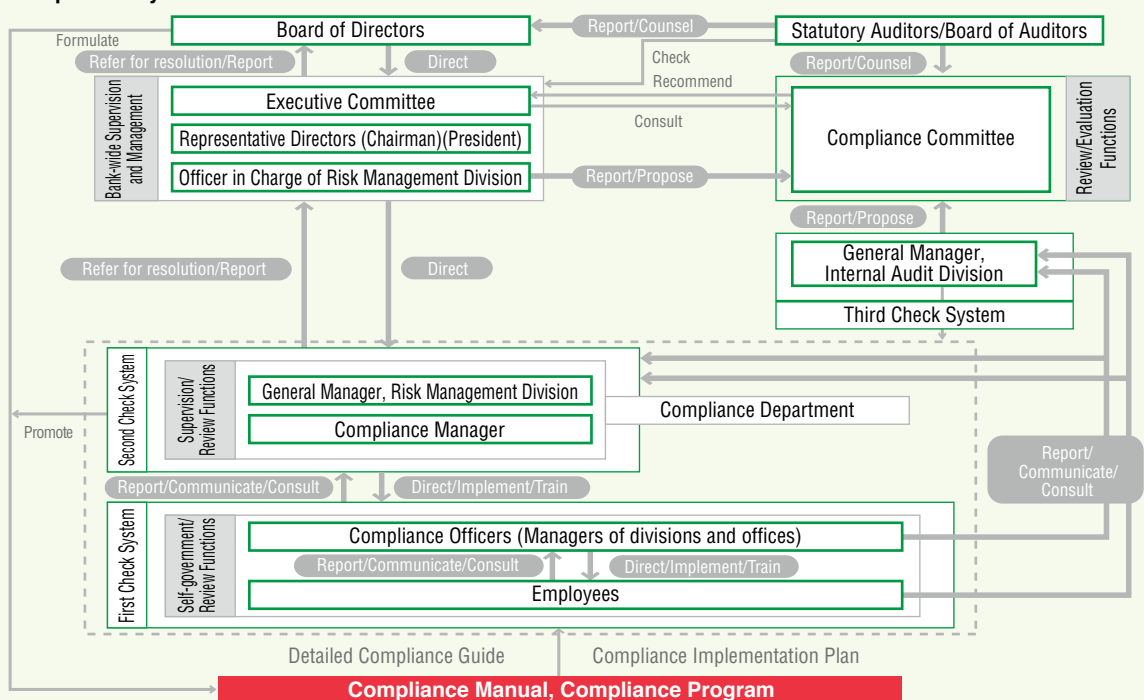 Board of Directors
Report/Counsel
Statutory Auditors/Board of Auditors
Formulate
Refer for resolution/Report
Direct
Check
Report/Counsel
Recommend
Bank-wide Supervision
and Management
Executive Committee
Consult
Representative Directors (Chairman)(President)
Officer in Charge of Risk Management Division
Report/Propose
Compliance Committee
Review/Evaluation
Functions
Report/Propose
Refer for resolution/Report
Direct
General Manager,
Internal Audit Division
Third Check System
Second Check System
Supervision/
Review Functions
General Manager, Risk Management Division
Compliance Manager
Compliance Department
Promote
Report/
Communicate/
Consult
Report/Communicate/Consult
Direct/Implement/Train
First Check System
Self-government/
Review Functions
Compliance Officers (Managers of divisions and offices)
Report/Communicate/Consult
Direct/Implement/Train
Employees
Detailed Compliance Guide
Compliance Implementation Plan
Compliance Manual, Compliance Program